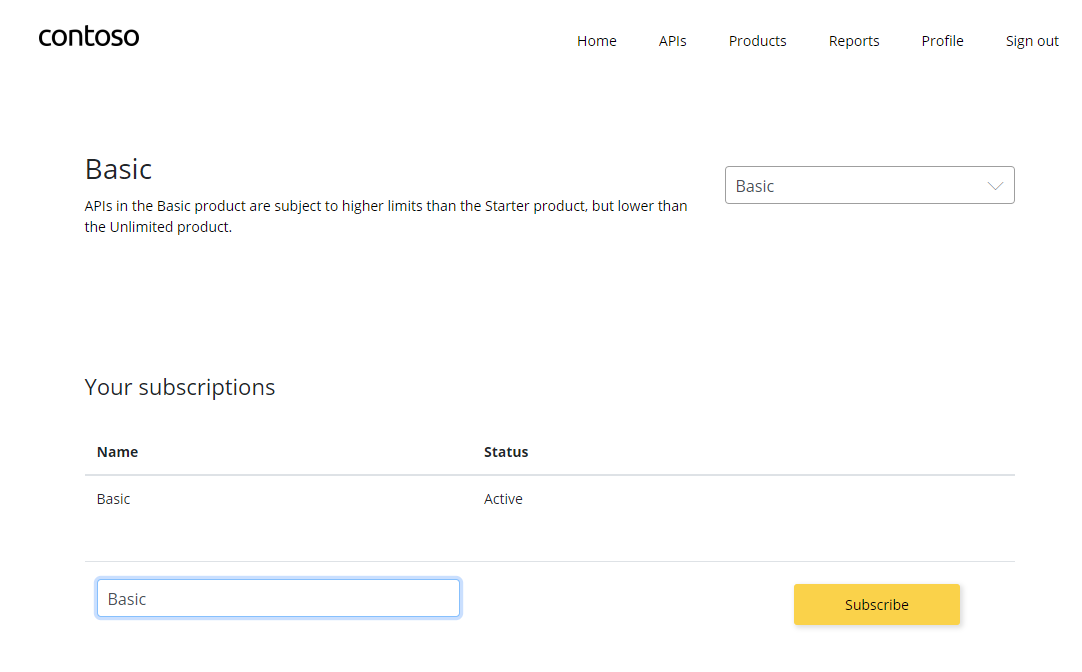 contoso
Home APIs Products Reports Profile Sign out
Basic
Basic
APIs in the Basic product are subject to higher limits than the Starter product, but lower than
the Unlimited product.
Your subscriptions
Name Status
Basic Active
Basic
Subscribe